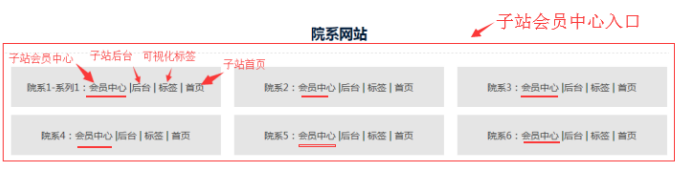 院系网站
子站会员中心入口
子站会员中心
子站后台
可视化标签
子站首页
院系1-系列1：会员中心 |后台 | 标签 | 首页
院系2：会员中心 |后台 | 标签 | 首页
院系3：会员中心 |后台 | 标签 | 首页
院系4：会员中心 |后台 | 标签 | 首页
院系5：会员中心 |后台 | 标签 | 首页
院系6：会员中心 |后台 | 标签 | 首页